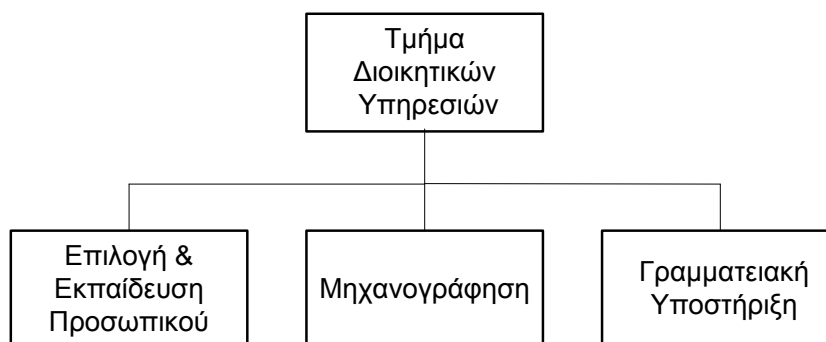 Τμήμα
Διοικητικών
Υπηρεσιών
Επιλογή &
Εκπαίδευση
Προσωπικού
Μηχανογράφηση
Γραμματειακή
Υποστήριξη